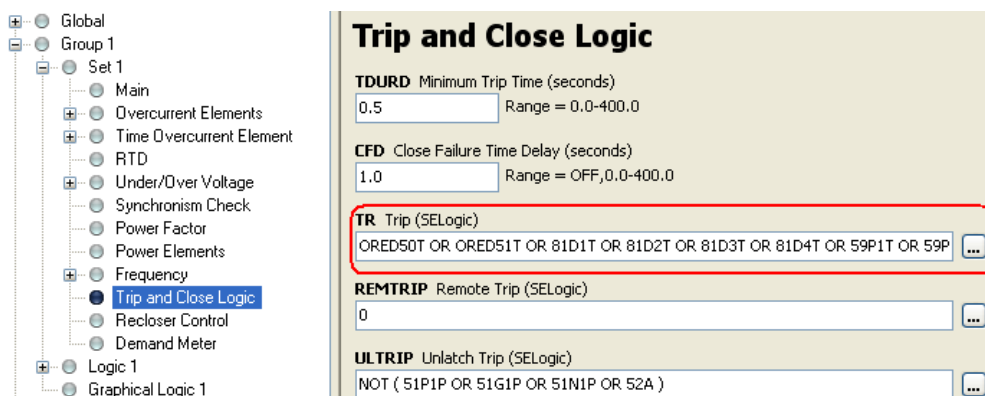 Global
Group 1
Set 1
Main
Overcurrent Elements
Time Overcurrent Element
RTD
Under/Over Voltage
Synchronism Check
Power Factor
Power Elements
Frequency
Trip and Close Logic
Recloser Control
Demand Meter
Logic 1
Graphical Logic 1
Trip and Close Logic
TDURD Minimum Trip Time (seconds)
0.5 Range = 0.0-400.0
CFD Close Failure Time Delay (seconds)
1.0 Range = OFF,0.0-400.0
TR Trip (SELogic)
ORED50T OR ORED51T OR 81D1T OR 81D2T OR 81D3T OR 81D4T OR 59P1T OR 59P ...
REMTRIP Remote Trip (SELogic)
0 ...
ULTRIP Unlatch Trip (SELogic)
NOT ( 51P1P OR 51G1P OR 51N1P OR 52A ) ...